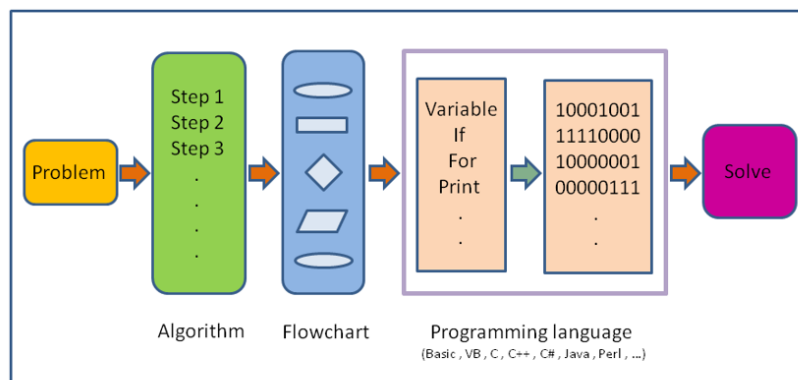 Problem
Step 1
Step 2
Step 3
.
.
.
.
Variable
If
For
Print
.
.
10001001
11110000
10000001
00000111
.
.
Solve
Algorithm
Flowchart
Programming language
{Basic , VB , C , C++ , C# , Java , Perl , ...}